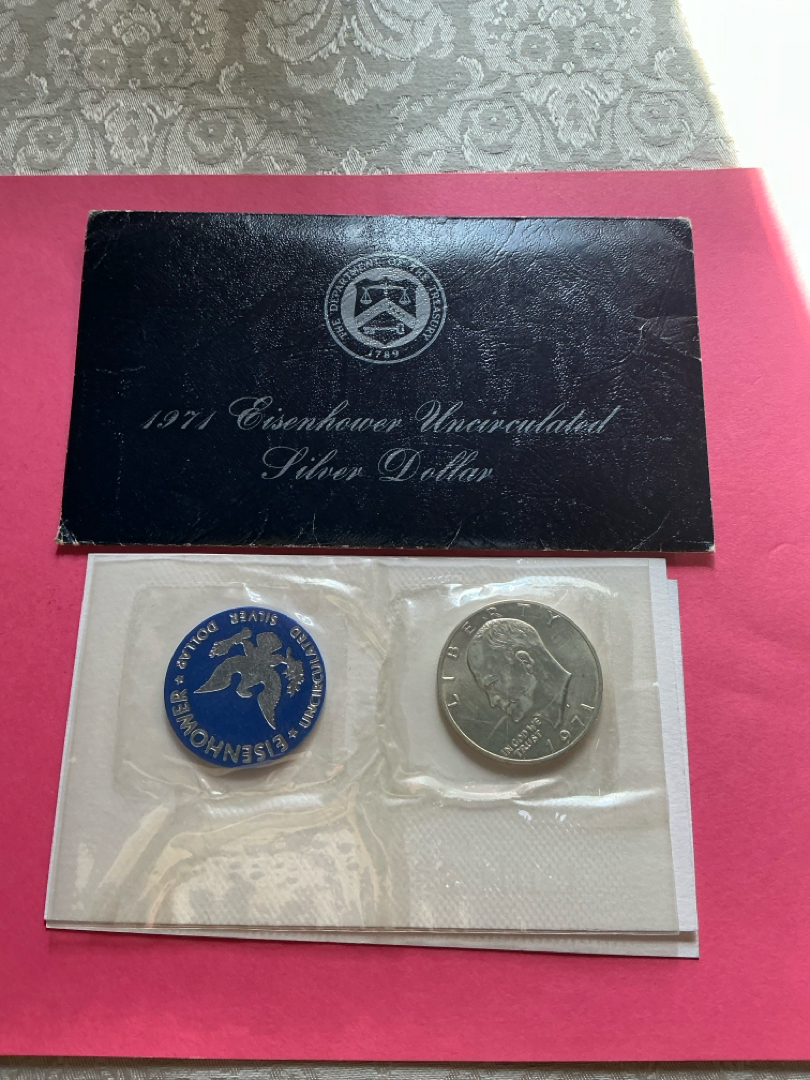 THE DEPARTMENT OF THE TREASURY
1789
1971 Eisenhower Uncirculated
Silver Dollar
EISENHOWER
UNCIRCULATED SILVER DOLLAR
LIBERTY
IN GOD WE
TRUST
1971